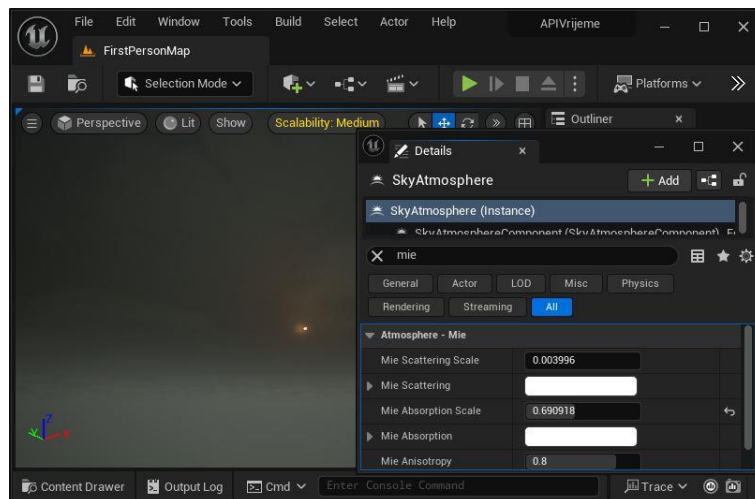 File Edit Window Tools Build Select Actor Help APIVrijeme
FirstPersonMap
Selection Mode Platforms
Perspective Lit Show Scalability: Medium Outliner
Details
SkyAtmosphere Add
SkyAtmosphere (Instance)
SkyAtmosphereComponent (SkyAtmosphereComponent)
mie
General Actor LOD Misc Physics
Rendering Streaming All
Atmosphere - Mie
Mie Scattering Scale 0.003996
Mie Scattering
Mie Absorption Scale 0.690918
Mie Absorption
Mie Anisotropy 0.8
Z
X
Content Drawer Output Log Cmd Enter Console Command Trace